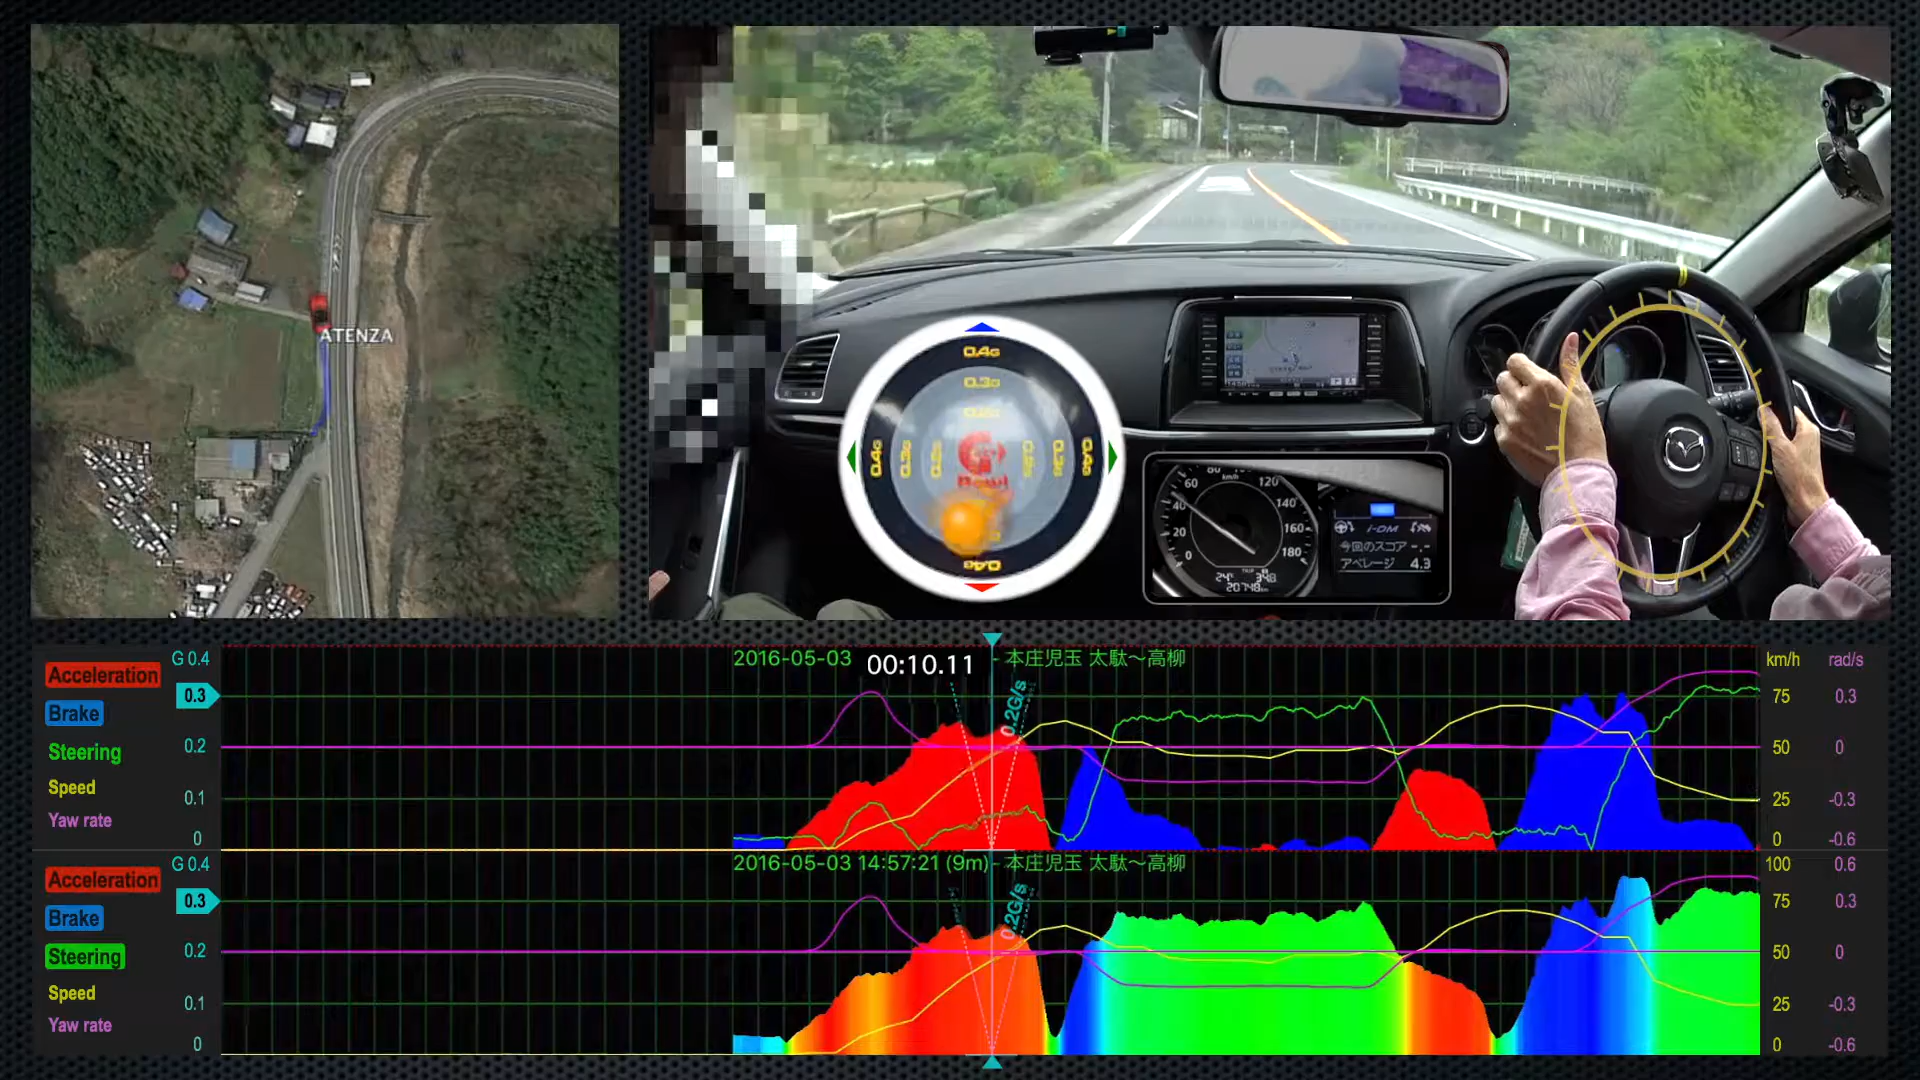 ATENZA
0.4G
0.3G
0.4G
0.3G
0.2G
0.2G
0.3G
0.4G
G
Bowl
0.4G
80
60
40
20
0
km/h
120
140
160
180
24℃
TRIP
348
20748km
i-DM
今回のスコア -.-
アベレージ 4.3
Acceleration
Brake
Steering
Speed
Yaw rate
G 0.4
0.3
0.2
0.1
0
2016-05-03
00:10.11
- 本庄児玉 太駄〜高柳
0.2G/s
km/h
75
50
25
0
rad/s
0.3
0
-0.3
-0.6
Acceleration
Brake
Steering
Speed
Yaw rate
G 0.4
0.3
0.2
0.1
0
2016-05-03 14:57:21 (9m) - 本庄児玉 太駄〜高柳
0.2G/s
100
75
50
25
0
0.6
0.3
0
-0.3
-0.6